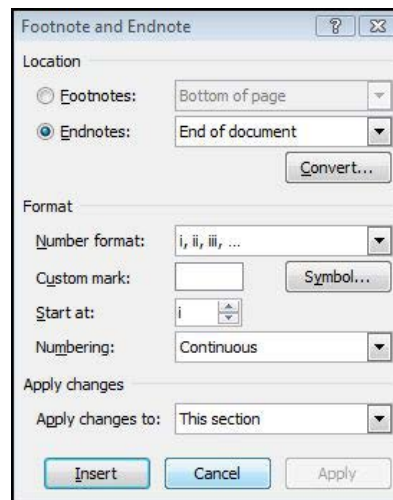 Footnote and Endnote
Location
Footnotes: Bottom of page
Endnotes: End of document
Convert...
Format
Number format: i, ii, iii, ...
Custom mark: Symbol...
Start at: i
Numbering: Continuous
Apply changes
Apply changes to: This section
Insert Cancel Apply